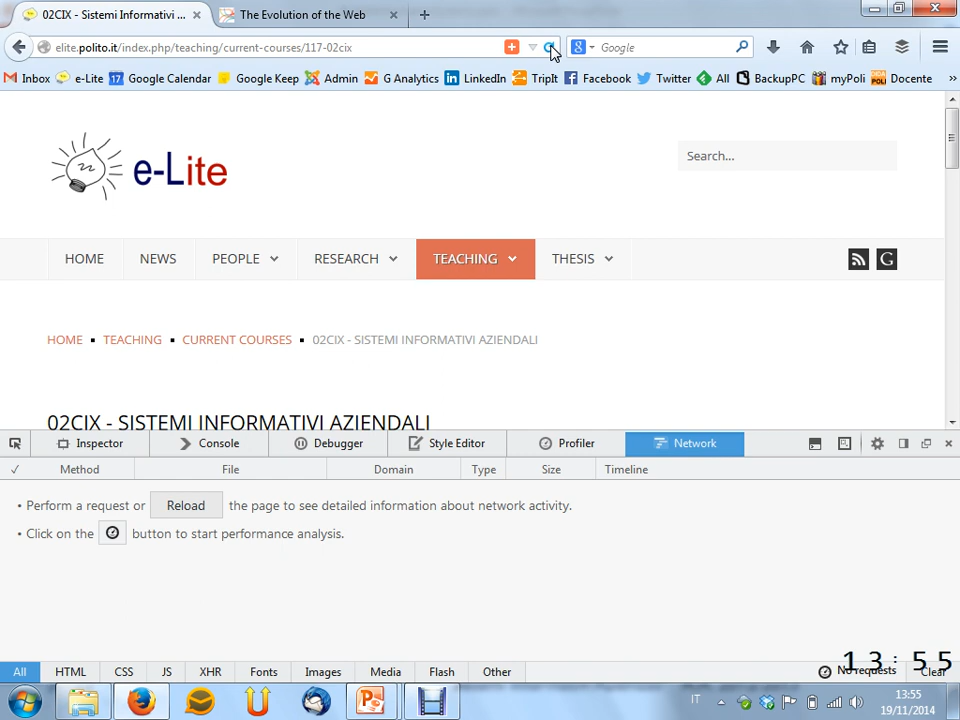 02CIX - Sistemi Informativi ...
The Evolution of the Web
elite.polito.it/index.php/teaching/current-courses/117-02cix
Google
Inbox e-Lite Google Calendar Google Keep Admin G Analytics LinkedIn TripIt Facebook Twitter All BackupPC myPoli Docente »
e-Lite
Search...
HOME NEWS PEOPLE RESEARCH TEACHING THESIS
HOME TEACHING CURRENT COURSES 02CIX - SISTEMI INFORMATIVI AZIENDALI
02CIX - SISTEMI INFORMATIVI AZIENDALI
Inspector Console Debugger Style Editor Profiler Network
✓ Method File Domain Type Size Timeline
• Perform a request or Reload the page to see detailed information about network activity.
• Click on the button to start performance analysis.
All HTML CSS JS XHR Fonts Images Media Flash Other No requests Clear
13:55
IT
13:55
19/11/2014